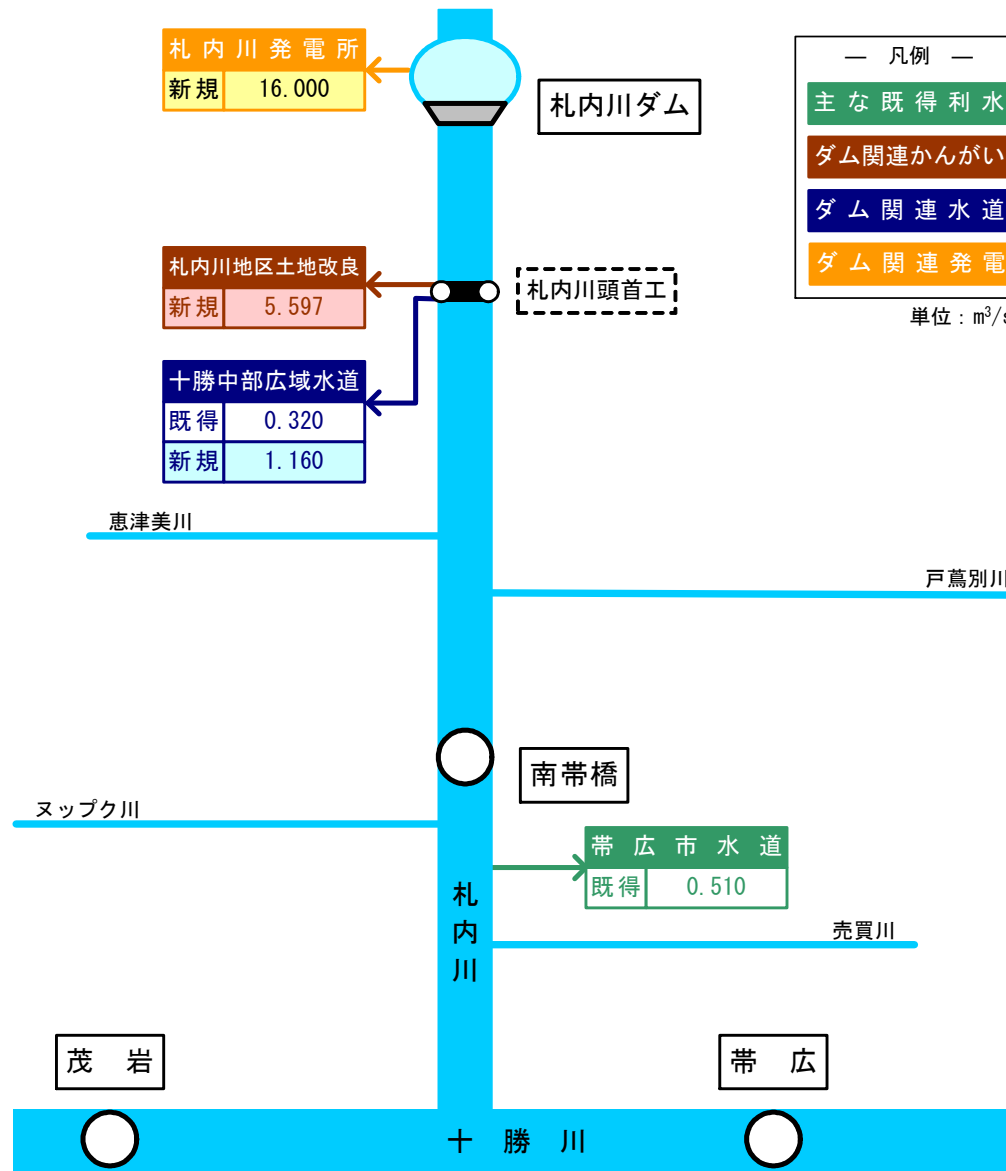 札内川発電所
新規 16.000
札内川ダム
― 凡例 ―
主な既得利水
ダム関連かんがい
ダム関連水道
ダム関連発電
単位：m³/s
札内川地区土地改良
新規 5.597
札内川頭首工
十勝中部広域水道
既得 0.320
新規 1.160
恵津美川
戸蔦別川
南帯橋
ヌップク川
帯広市水道
既得 0.510
札内川
売買川
茂岩
帯広
十勝川